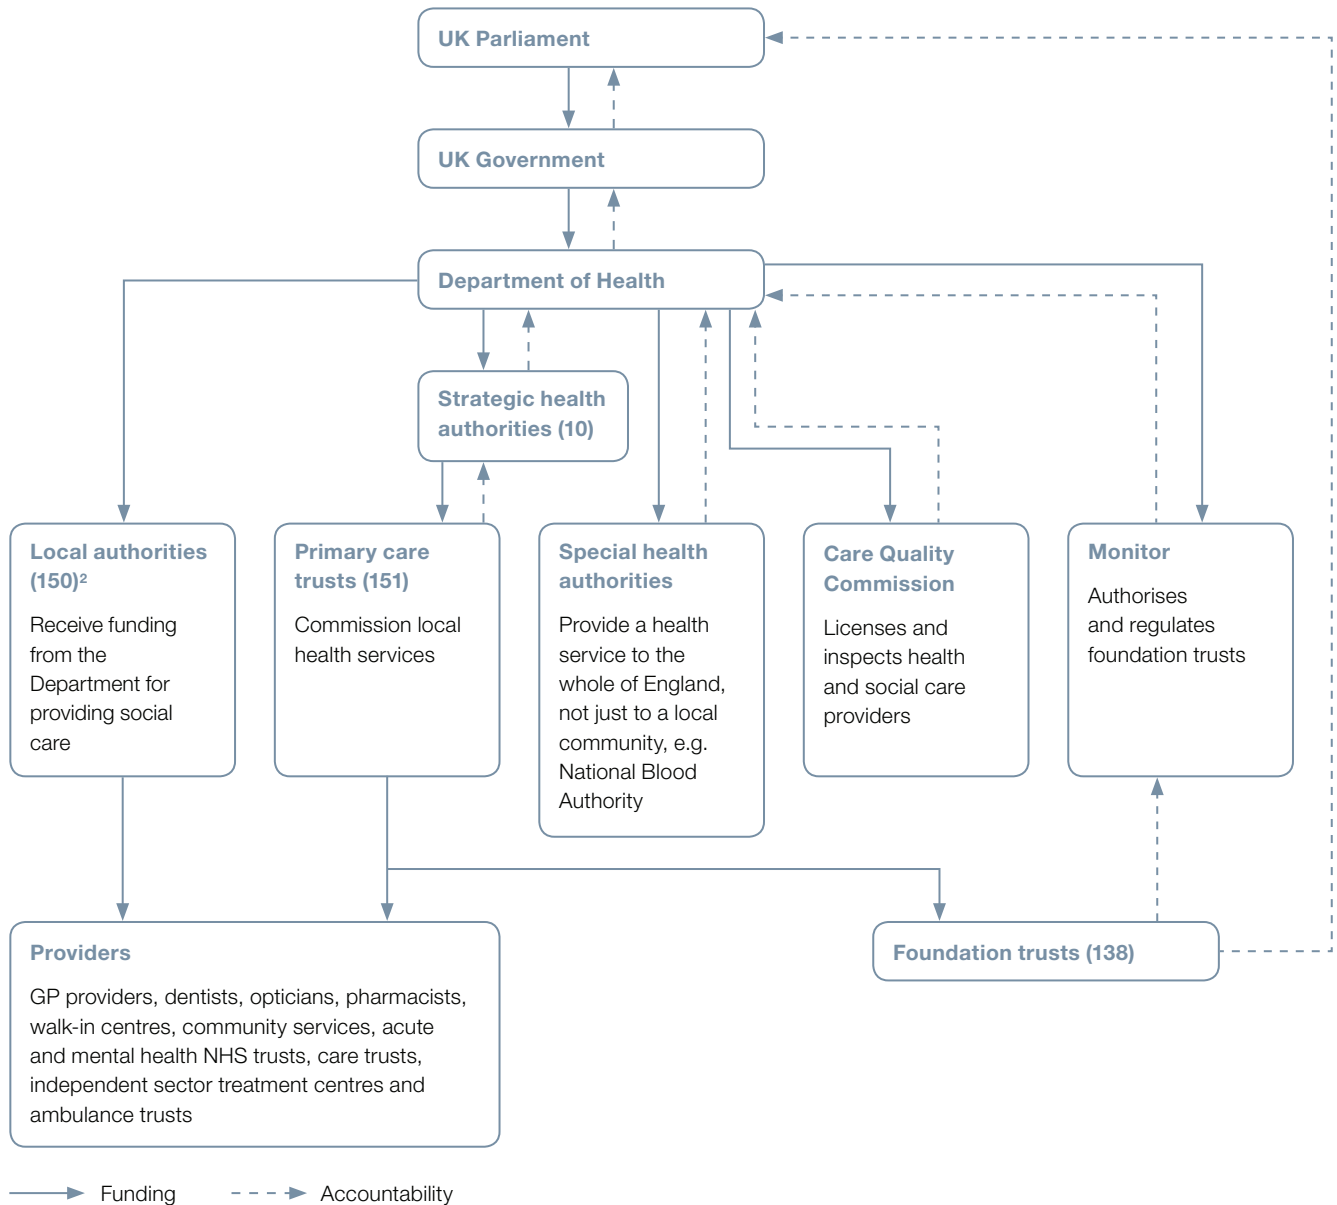 UK Parliament
UK Government
Department of Health
Strategic health
authorities (10)
Local authorities
(150)²
Receive funding
from the
Department for
providing social
care
Primary care
trusts (151)
Commission local
health services
Special health
authorities
Provide a health
service to the
whole of England,
not just to a local
community, e.g.
National Blood
Authority
Care Quality
Commission
Licenses and
inspects health
and social care
providers
Monitor
Authorises
and regulates
foundation trusts
Providers
GP providers, dentists, opticians, pharmacists,
walk-in centres, community services, acute
and mental health NHS trusts, care trusts,
independent sector treatment centres and
ambulance trusts
Foundation trusts (138)
Funding
Accountability